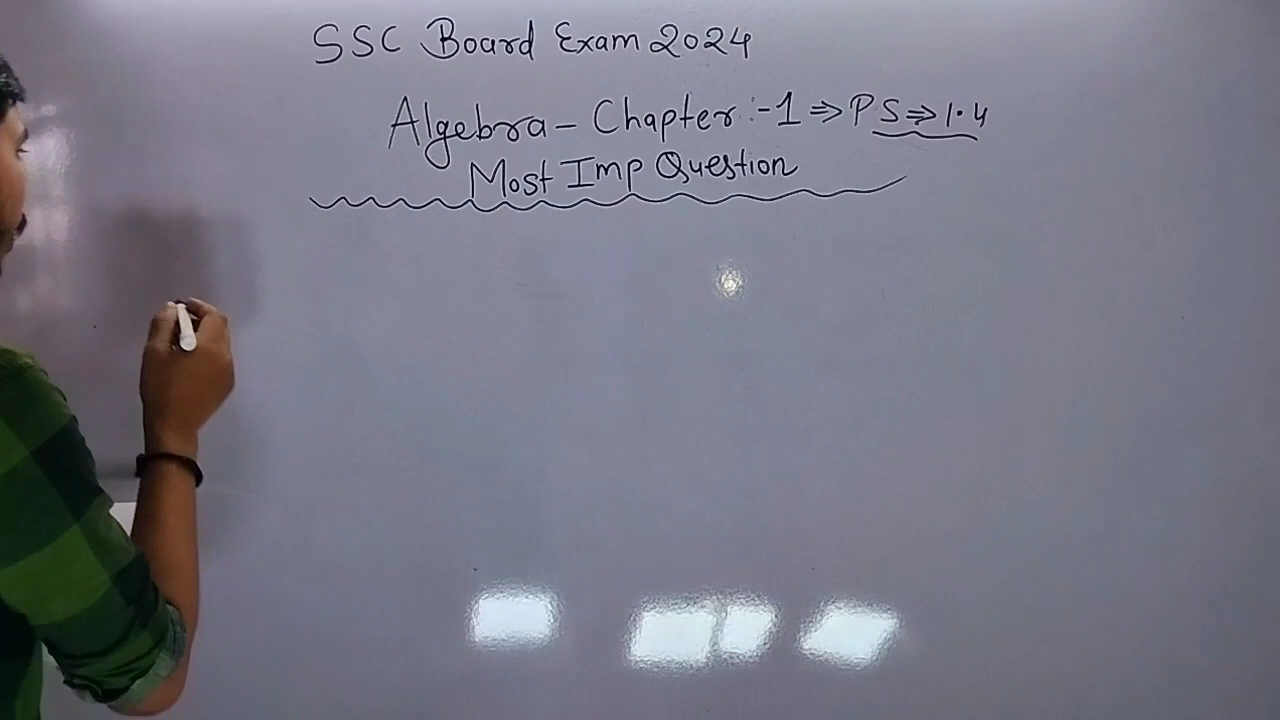 SSC Board Exam 2024
Algebra - Chapter :- 1 ⇒ PS ⇒ 1.4
Most Imp Question